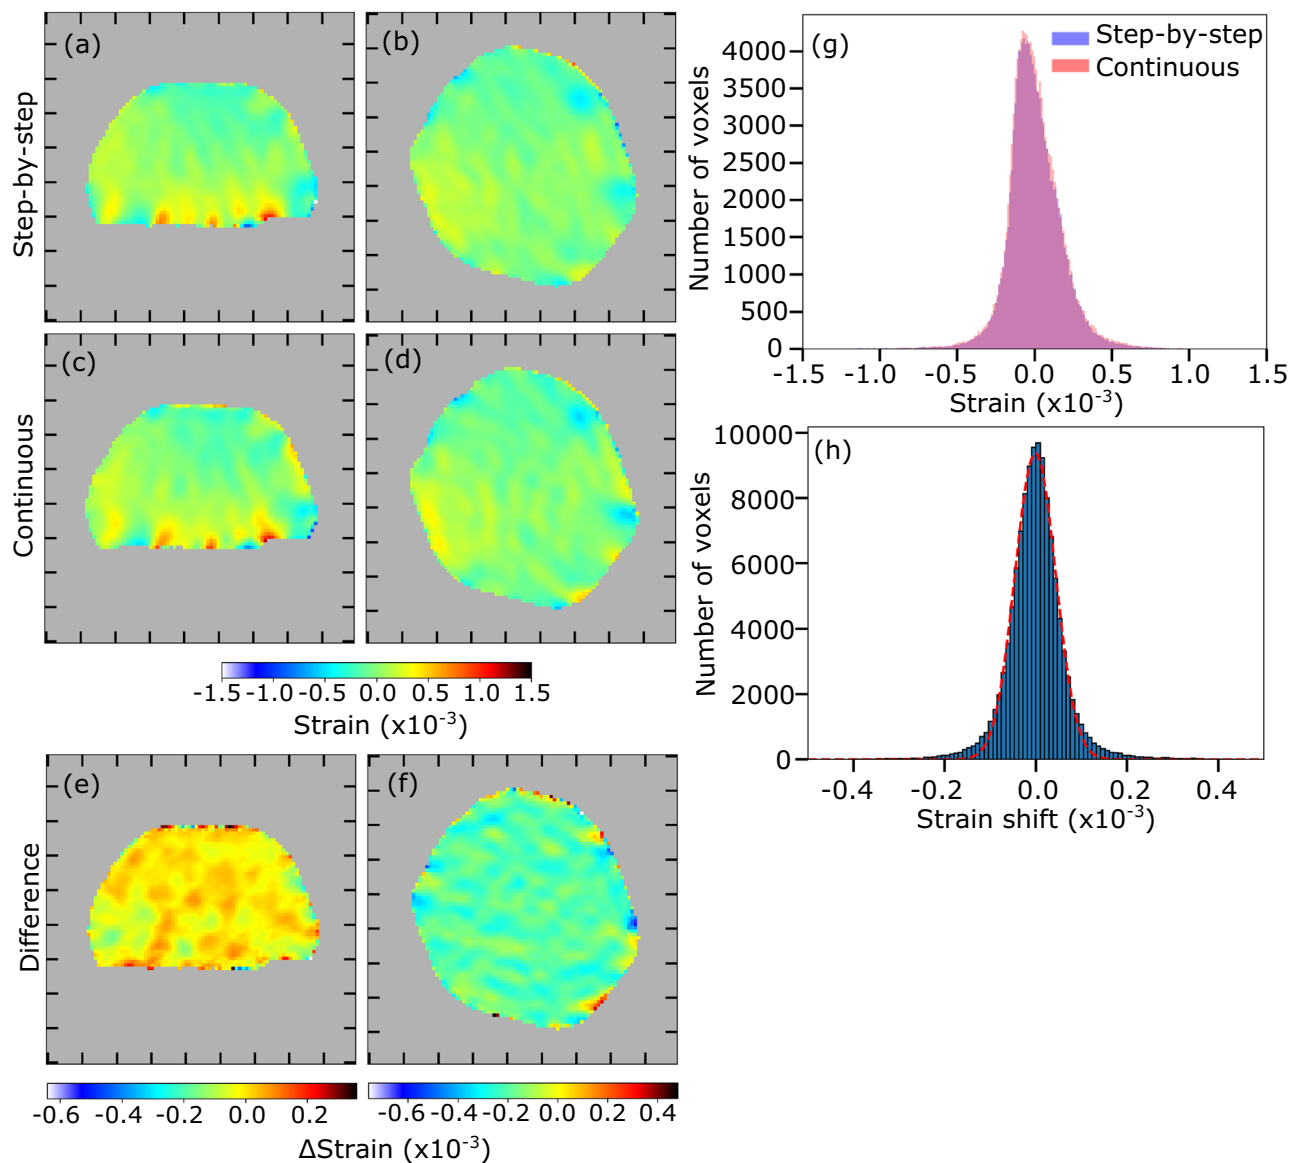 (a)
(b)
Step-by-step
(c)
(d)
Continuous
-1.5 -1.0 -0.5 0.0 0.5 1.0 1.5
Strain (x10-3)
(e)
(f)
Difference
-0.6 -0.4 -0.2 0.0 0.2
-0.6 -0.4 -0.2 0.0 0.2 0.4
ΔStrain (x10-3)
(g)
Step-by-step
Continuous
Number of voxels
4000
3500
3000
2500
2000
1500
1000
500
0
-1.5 -1.0 -0.5 0.0 0.5 1.0 1.5
Strain (x10-3)
(h)
Number of voxels
10000
8000
6000
4000
2000
0
-0.4 -0.2 0.0 0.2 0.4
Strain shift (x10-3)